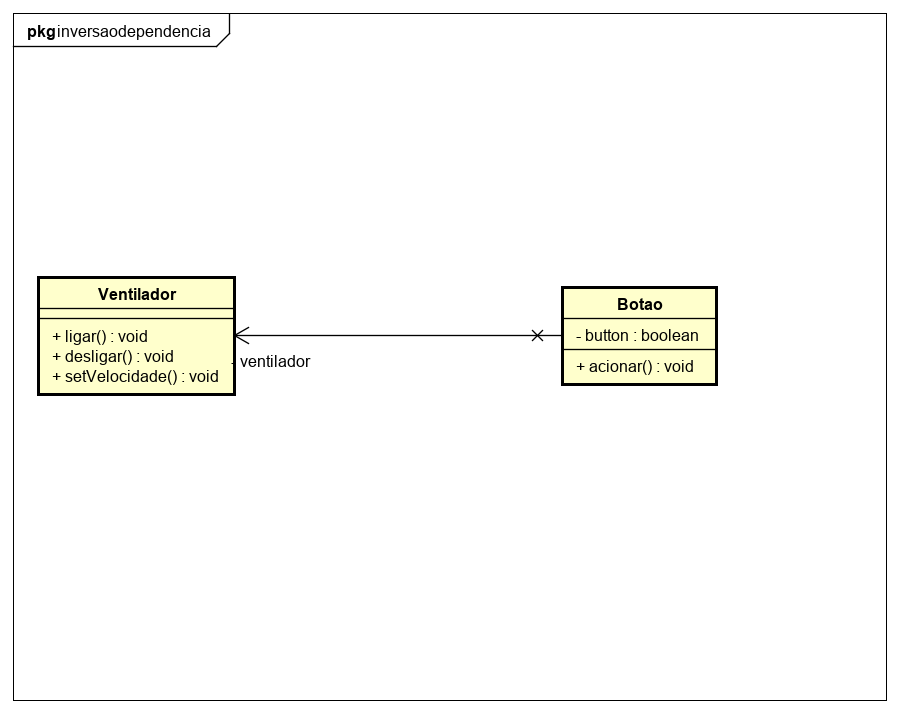 pkg inversaodependencia
Ventilador
+ ligar() : void
+ desligar() : void
+ setVelocidade() : void
- ventilador
Botao
- button : boolean
+ acionar() : void